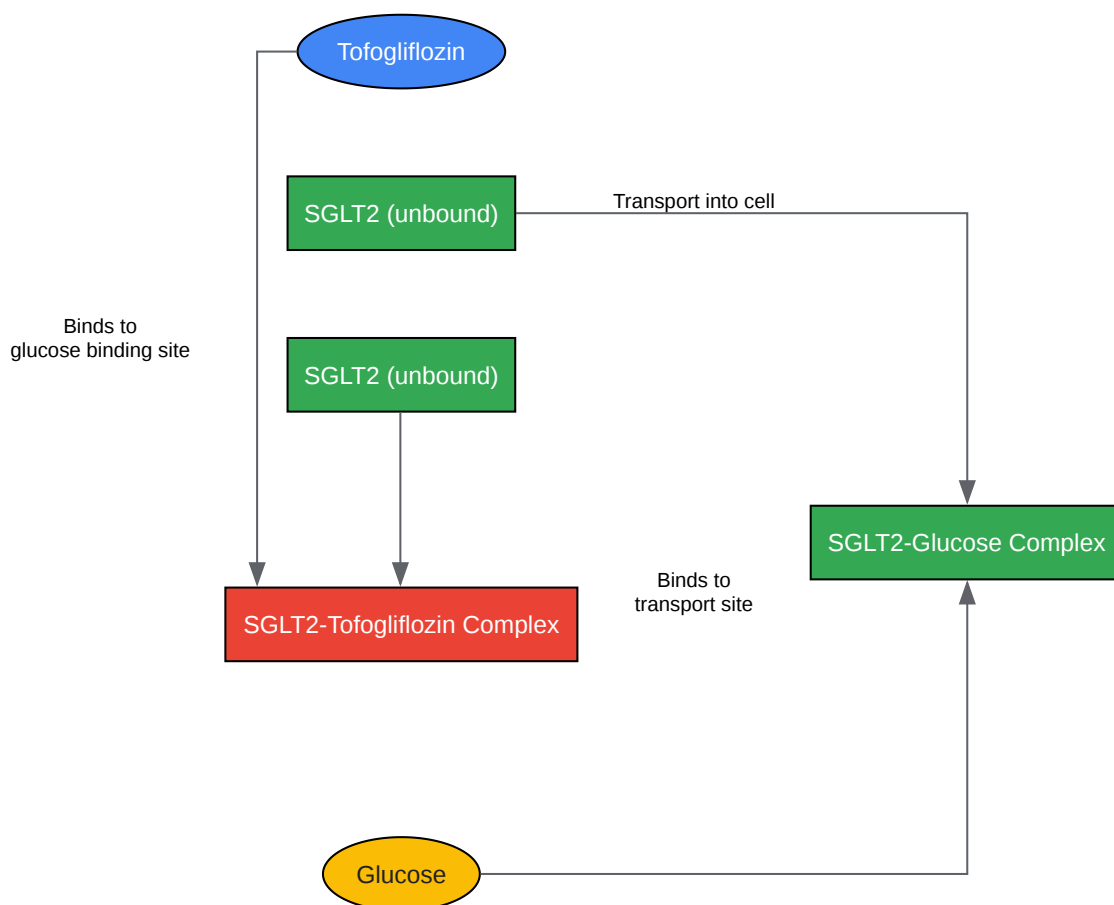 Tofogliflozin
SGLT2 (unbound)
Transport into cell
Binds to
glucose binding site
SGLT2 (unbound)
SGLT2-Glucose Complex
Binds to
transport site
SGLT2-Tofogliflozin Complex
Glucose